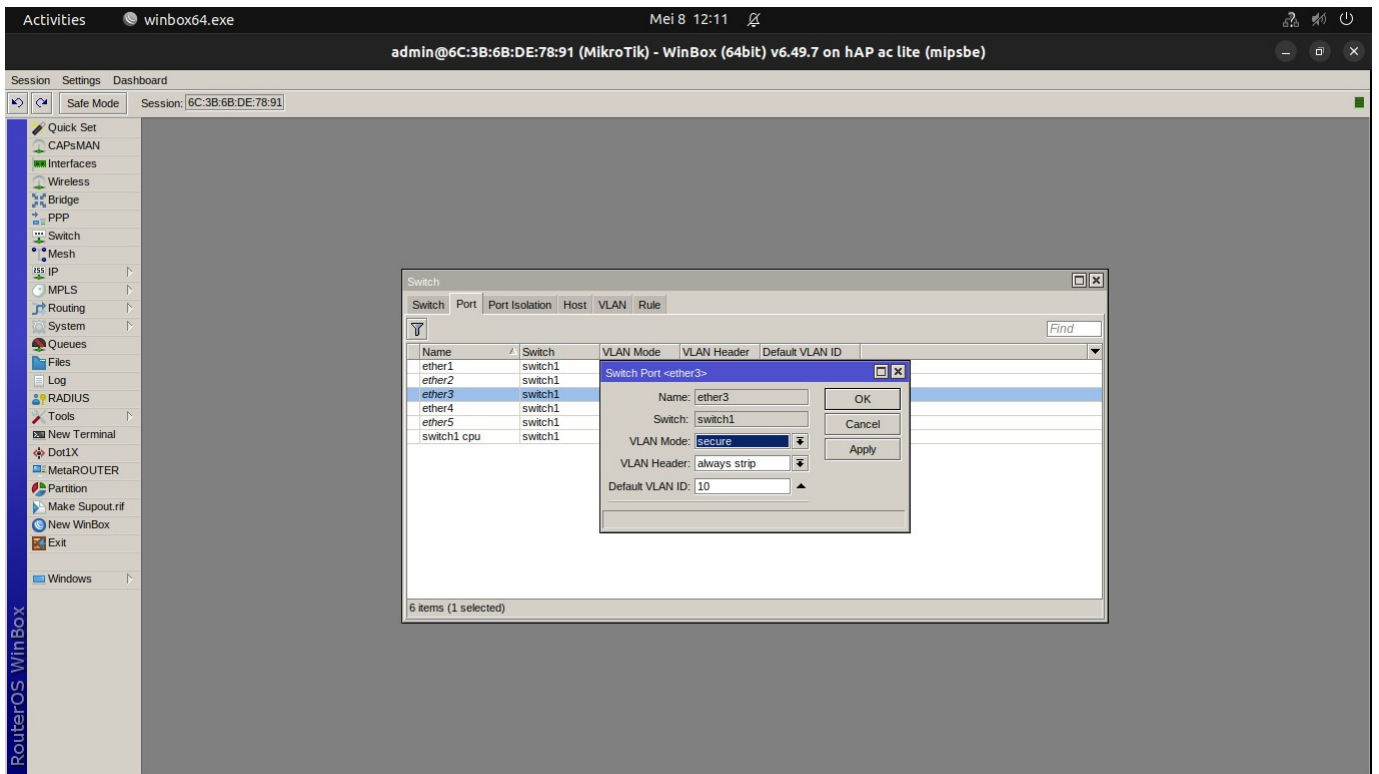 Activities winbox64.exe Mei 8 12:11
admin@6C:3B:6B:DE:78:91 (MikroTik) - WinBox (64bit) v6.49.7 on hAP ac lite (mipsbe)
Session Settings Dashboard
Safe Mode Session: 6C:3B:6B:DE:78:91
Quick Set
CAPsMAN
Interfaces
Wireless
Bridge
PPP
Switch
Mesh
IP
MPLS
Routing
System
Queues
Files
Log
RADIUS
Tools
New Terminal
Dot1X
MetaROUTER
Partition
Make Supout.rif
New WinBox
Exit
Windows
RouterOS WinBox
Switch
Switch Port Port Isolation Host VLAN Rule
Find
Name Switch VLAN Mode VLAN Header Default VLAN ID
ether1 switch1
ether2 switch1
ether3 switch1
ether4 switch1
ether5 switch1
switch1 cpu switch1
6 items (1 selected)
Switch Port <ether3>
Name: ether3 OK
Switch: switch1 Cancel
VLAN Mode: secure Apply
VLAN Header: always strip
Default VLAN ID: 10